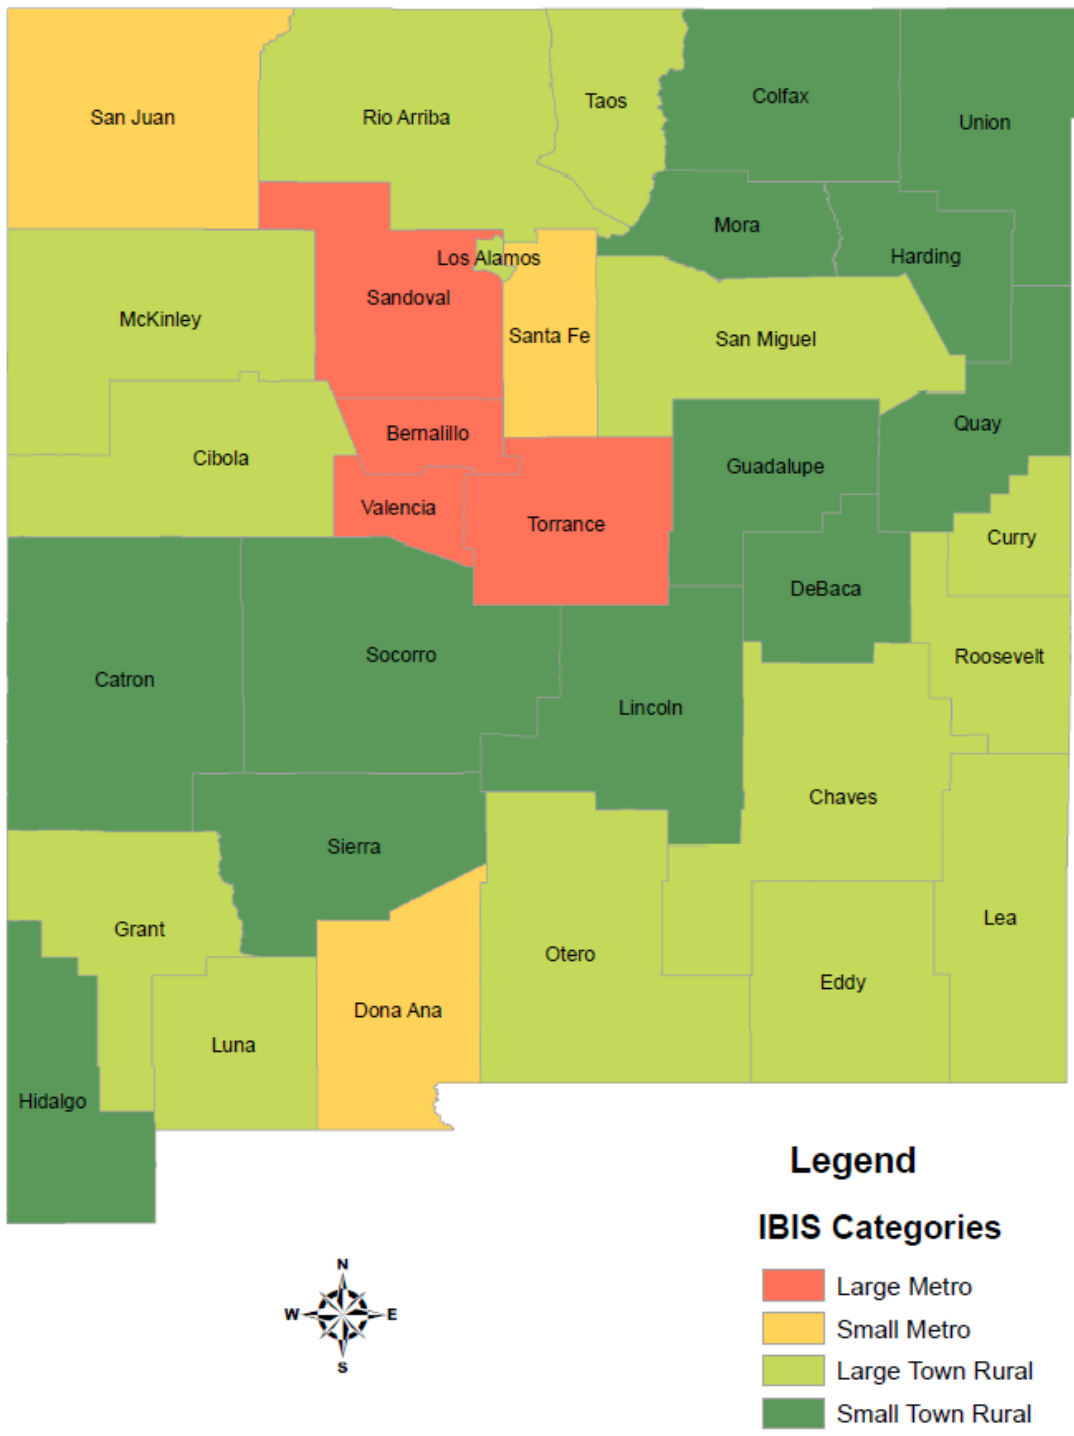 San Juan
Rio Arriba
Taos
Colfax
Union
Mora
Harding
Los Alamos
Sandoval
McKinley
Santa Fe
San Miguel
Quay
Bernalillo
Cibola
Guadalupe
Valencia
Torrance
Curry
DeBaca
Socorro
Roosevelt
Catron
Lincoln
Chaves
Sierra
Lea
Grant
Otero
Eddy
Dona Ana
Luna
Hidalgo
Legend
IBIS Categories
N
W E
S
Large Metro
Small Metro
Large Town Rural
Small Town Rural